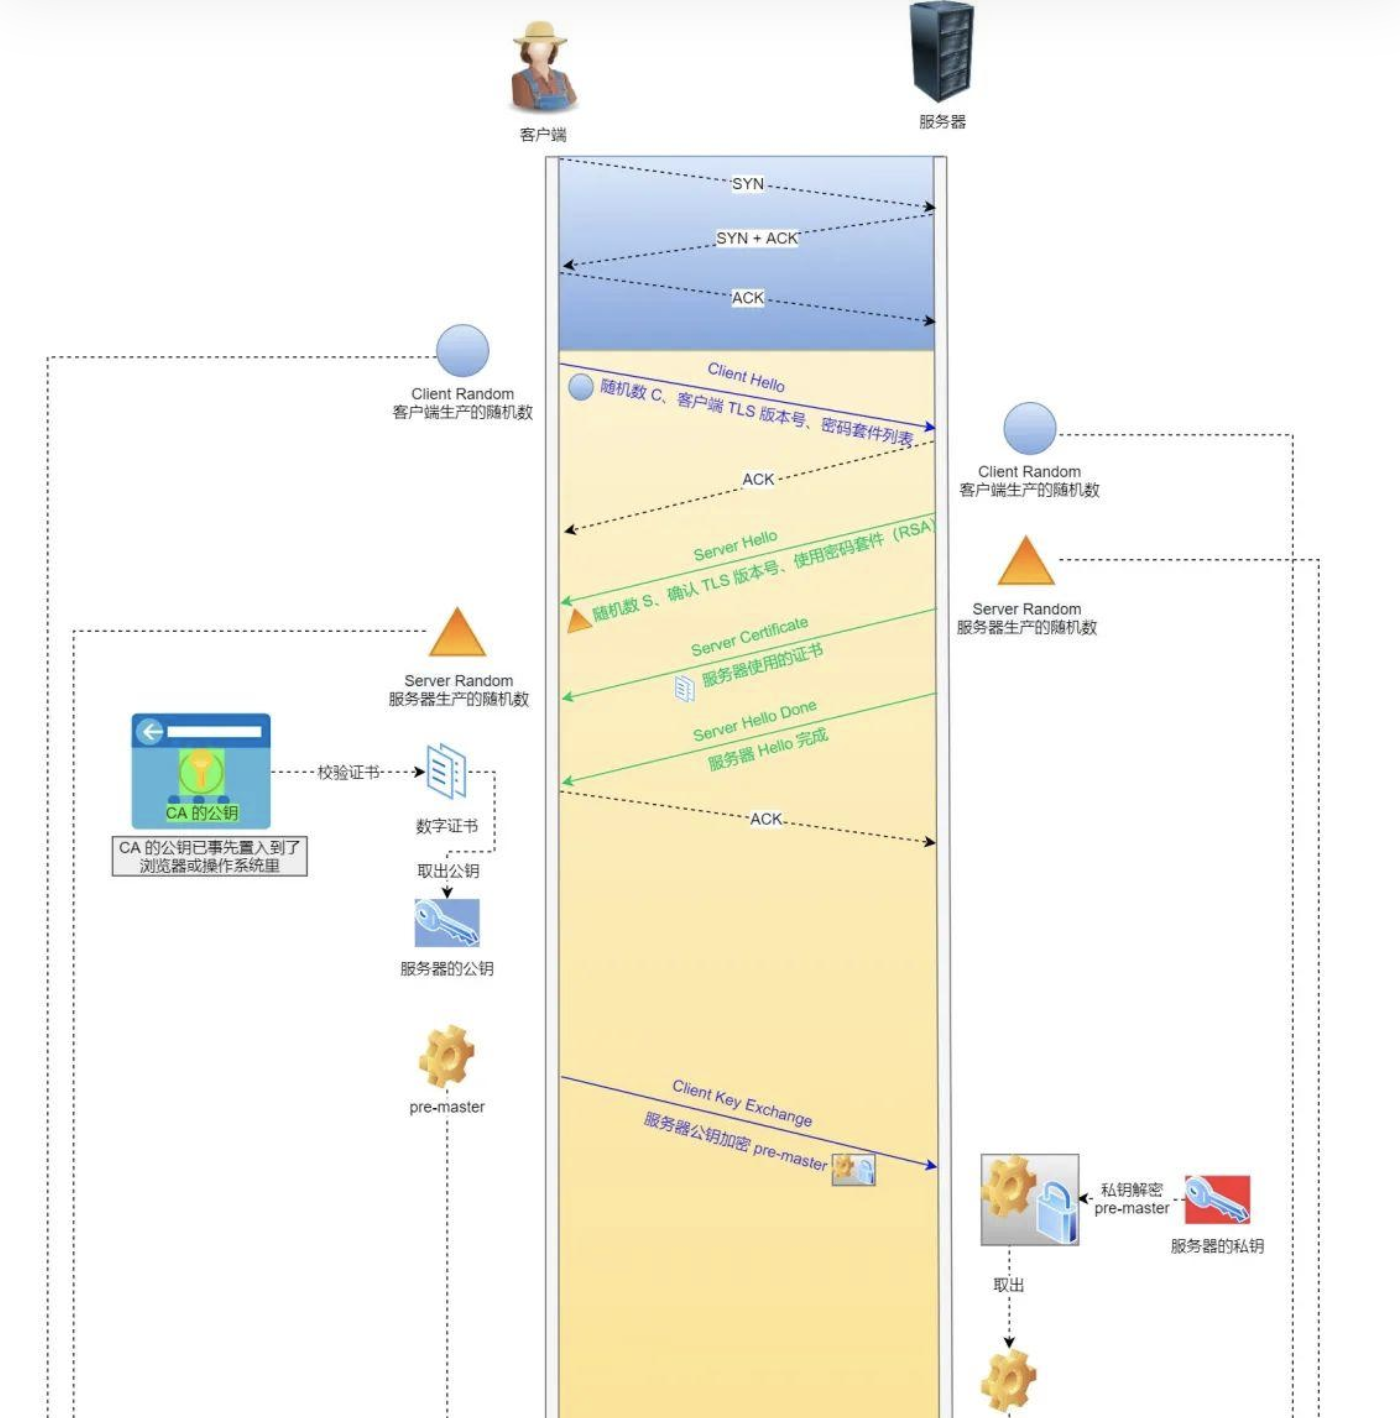 客户端
服务器
SYN
SYN + ACK
ACK
Client Hello
随机数 C、客户端 TLS 版本号、密码套件列表
Client Random
客户端生产的随机数
Client Random
客户端生产的随机数
ACK
Server Hello
随机数 S、确认 TLS 版本号、使用密码套件（RSA）
Server Random
服务器生产的随机数
Server Certificate
服务器使用的证书
Server Random
服务器生产的随机数
Server Hello Done
服务器 Hello 完成
校验证书
CA 的公钥
数字证书
ACK
CA 的公钥已事先置入到了
浏览器或操作系统里
取出公钥
服务器的公钥
pre-master
Client Key Exchange
服务器公钥加密 pre-master
私钥解密
pre-master
服务器的私钥
取出